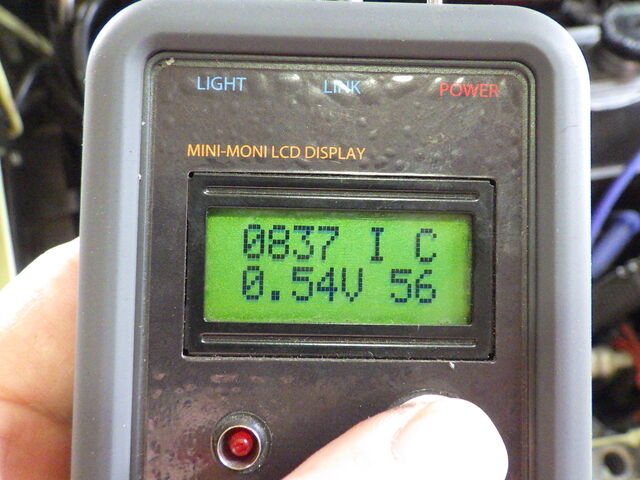 LIGHT LINK POWER
MINI-MONI LCD DISPLAY
0837 I C
0.54V 56